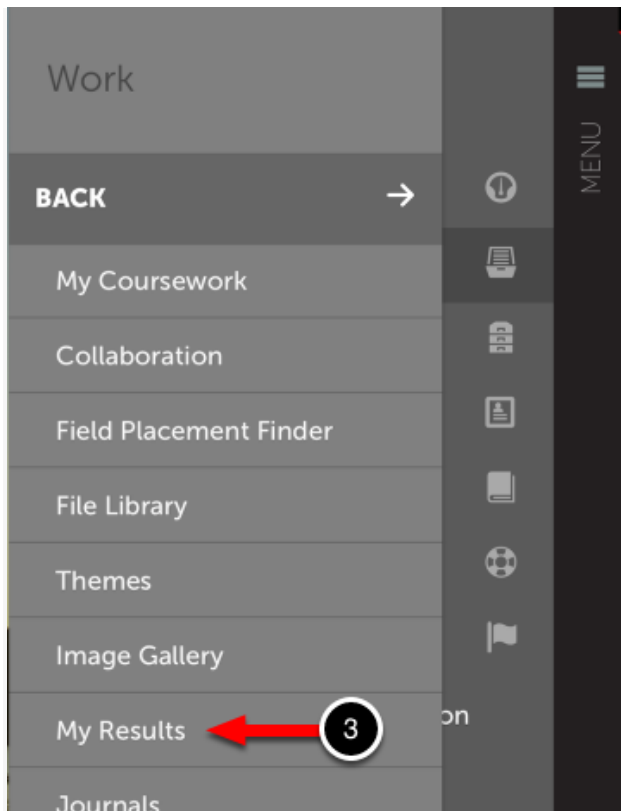 Work
MENU
BACK
My Coursework
Collaboration
Field Placement Finder
File Library
Themes
Image Gallery
My Results
3
on
Journals